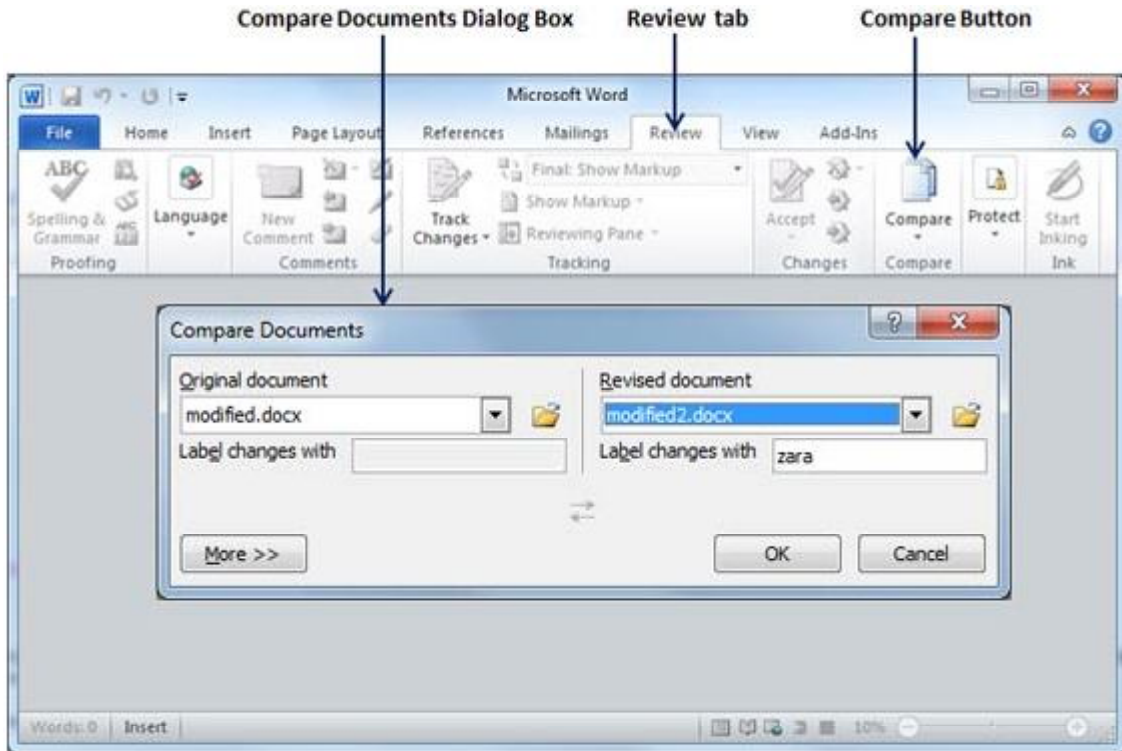 Compare Documents Dialog Box Review tab Compare Button
W Microsoft Word
File Home Insert Page Layout References Mailings Review View Add-Ins
ABC Final: Show Markup
Spelling & Grammar Language New Comment Track Changes Show Markup Accept Compare Protect Start Inking
Reviewing Pane
Proofing Comments Tracking Changes Compare Ink
Compare Documents
Original document Revised document
modified.docx modified2.docx
Label changes with Label changes with zara
More >> OK Cancel
Words: 0 Insert 10%